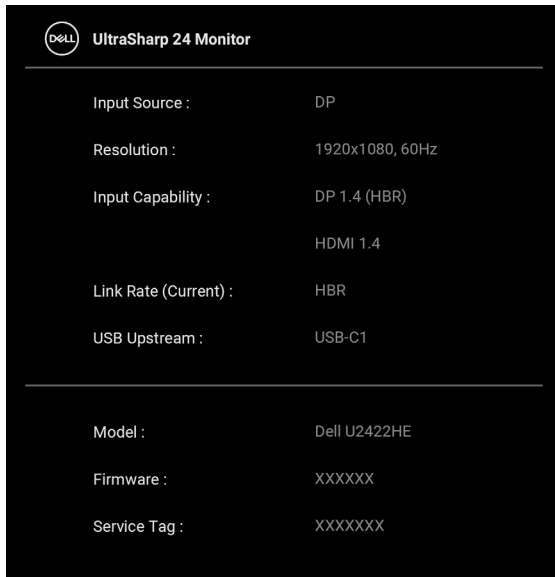 DELL UltraSharp 24 Monitor
Input Source : DP
Resolution : 1920x1080, 60Hz
Input Capability : DP 1.4 (HBR)
HDMI 1.4
Link Rate (Current) : HBR
USB Upstream : USB-C1
Model : Dell U2422HE
Firmware : XXXXXX
Service Tag : XXXXXXX